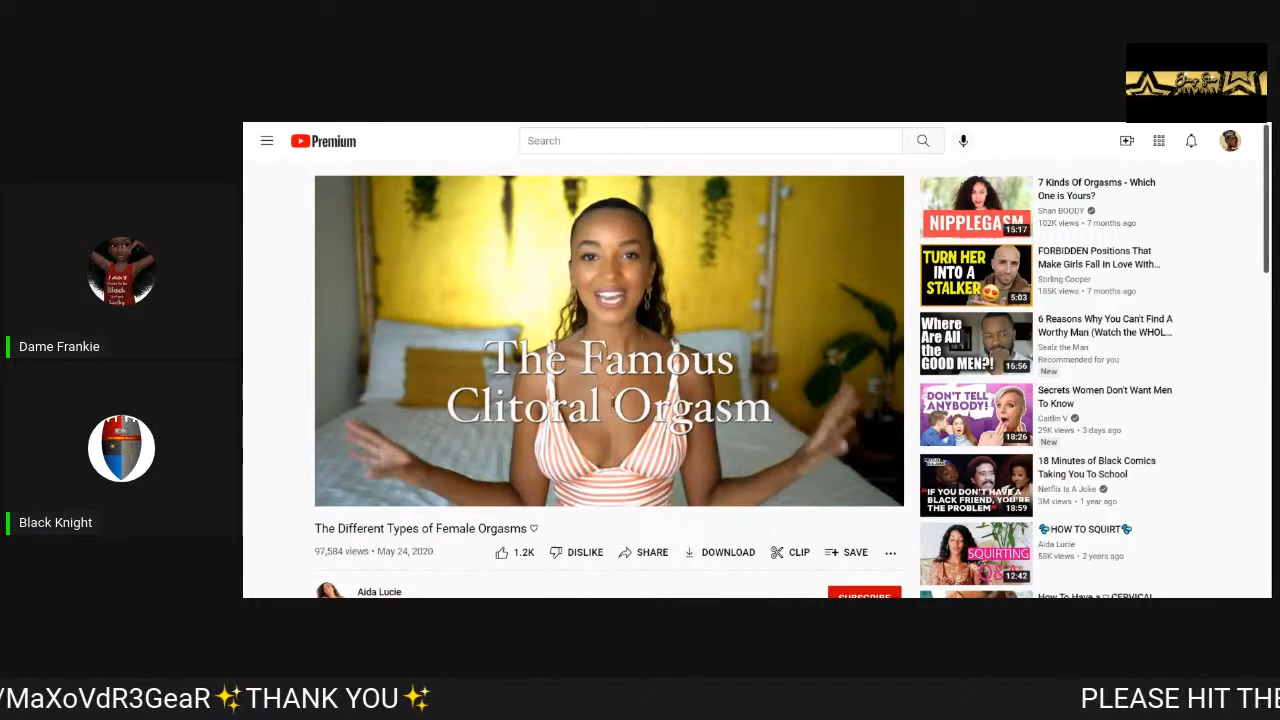 Premium
Search
The Famous
Clitoral Orgasm
The Different Types of Female Orgasms ♡
97,584 views • May 24, 2020
1.2K
DISLIKE
SHARE
DOWNLOAD
CLIP
SAVE
Aida Lucie
SUBSCRIBE
NIPPLEGASM
15:17
7 Kinds Of Orgasms - Which
One is Yours?
Shan BOODY
102K views • 7 months ago
TURN HER
INTO A
STALKER
5:03
FORBIDDEN Positions That
Make Girls Fall In Love With...
Stirling Cooper
185K views • 7 months ago
Where
Are All
the
GOOD MEN?!
16:56
6 Reasons Why You Can't Find A
Worthy Man (Watch the WHOL...
Sealz the Man
Recommended for you
New
DON'T TELL
ANYBODY!
18:26
Secrets Women Don't Want Men
To Know
Caitlin V
29K views • 3 days ago
New
IF YOU DON'T HAVE A
BLACK FRIEND, YOU'RE
THE PROBLEM
18:59
18 Minutes of Black Comics
Taking You To School
Netflix Is A Joke
3M views • 1 year ago
SQUIRTING
Q&A
12:42
HOW TO SQUIRT
Aida Lucie
58K views • 2 years ago
How To Have a ♡ CERVICAL
Dame Frankie
Black Knight
/MaXoVdR3GeaR✨THANK YOU✨
PLEASE HIT THE